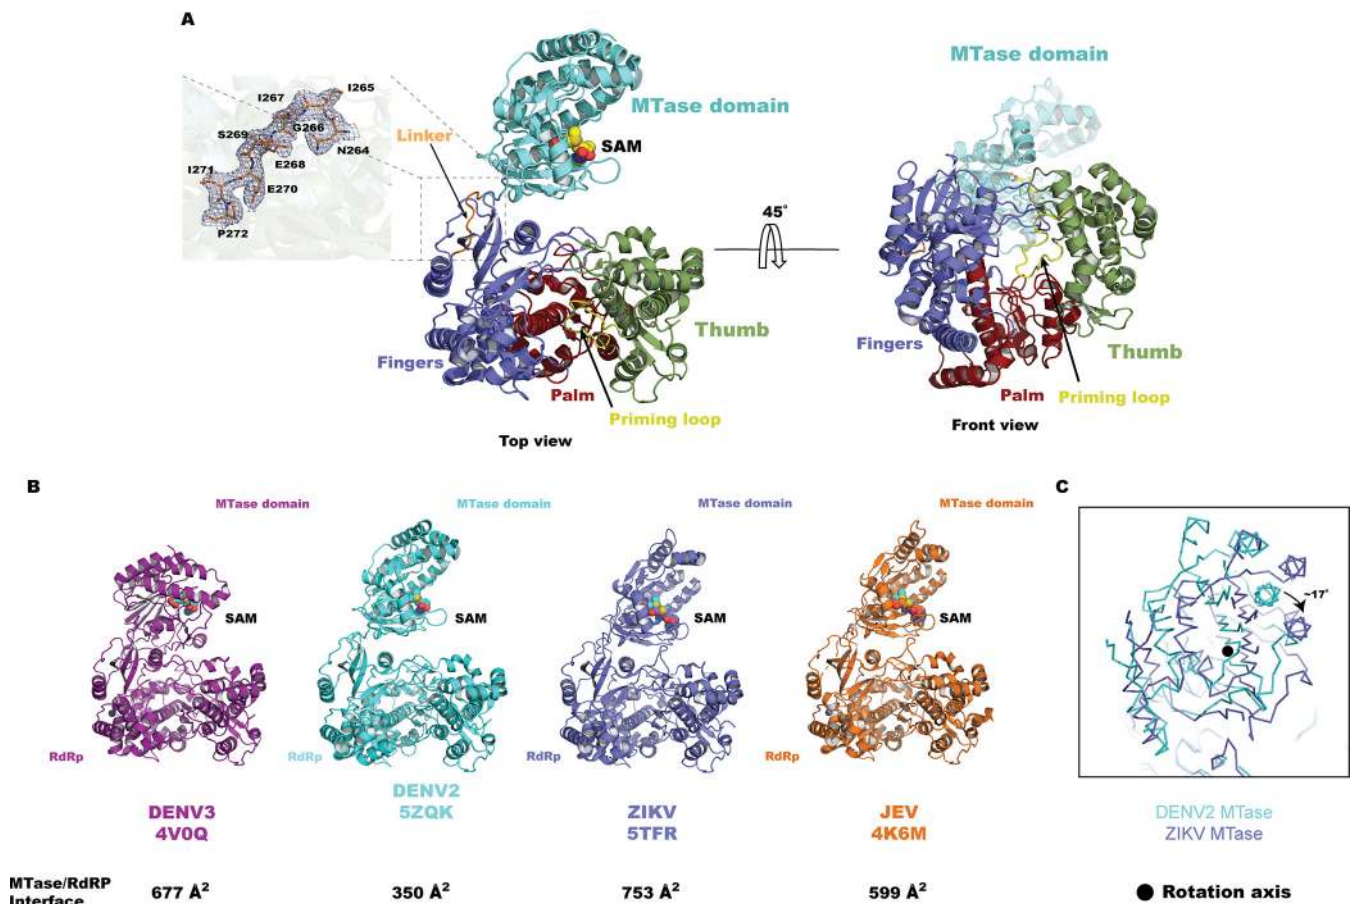 A
I267
I265
S269
G266
N264
I271
E268
E270
P272
Linker
MTase domain
SAM
Fingers
Palm
Thumb
Priming loop
Top view
45°
MTase domain
Fingers
Palm
Thumb
Priming loop
Front view
B
MTase domain
MTase domain
MTase domain
MTase domain
SAM
SAM
SAM
SAM
RdRp
RdRp
RdRp
RdRp
DENV3
4V0Q
DENV2
5ZQK
ZIKV
5TFR
JEV
4K6M
MTase/RdRP
Interface
677 Å²
350 Å²
753 Å²
599 Å²
C
~17°
DENV2 MTase
ZIKV MTase
Rotation axis